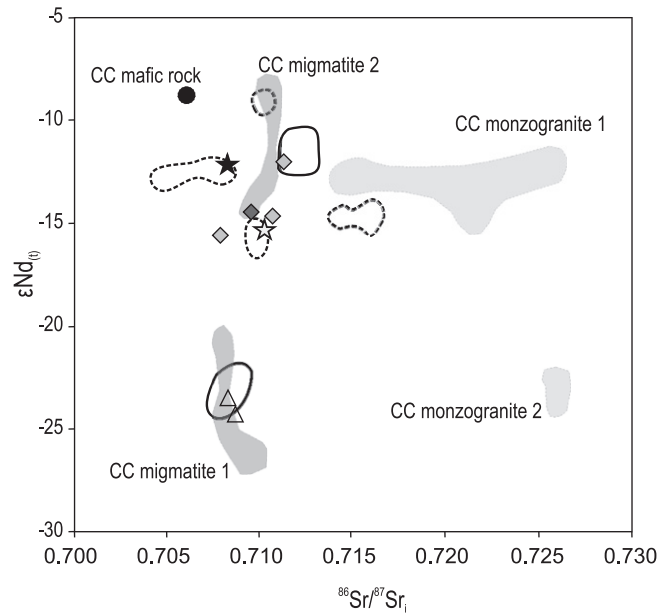 -5
CC mafic rock
CC migmatite 2
-10
CC monzogranite 1
-15
εNd(t)
-20
CC monzogranite 2
-25
CC migmatite 1
-30
0.700 0.705 0.710 0.715 0.720 0.725 0.730
86Sr/87Sri